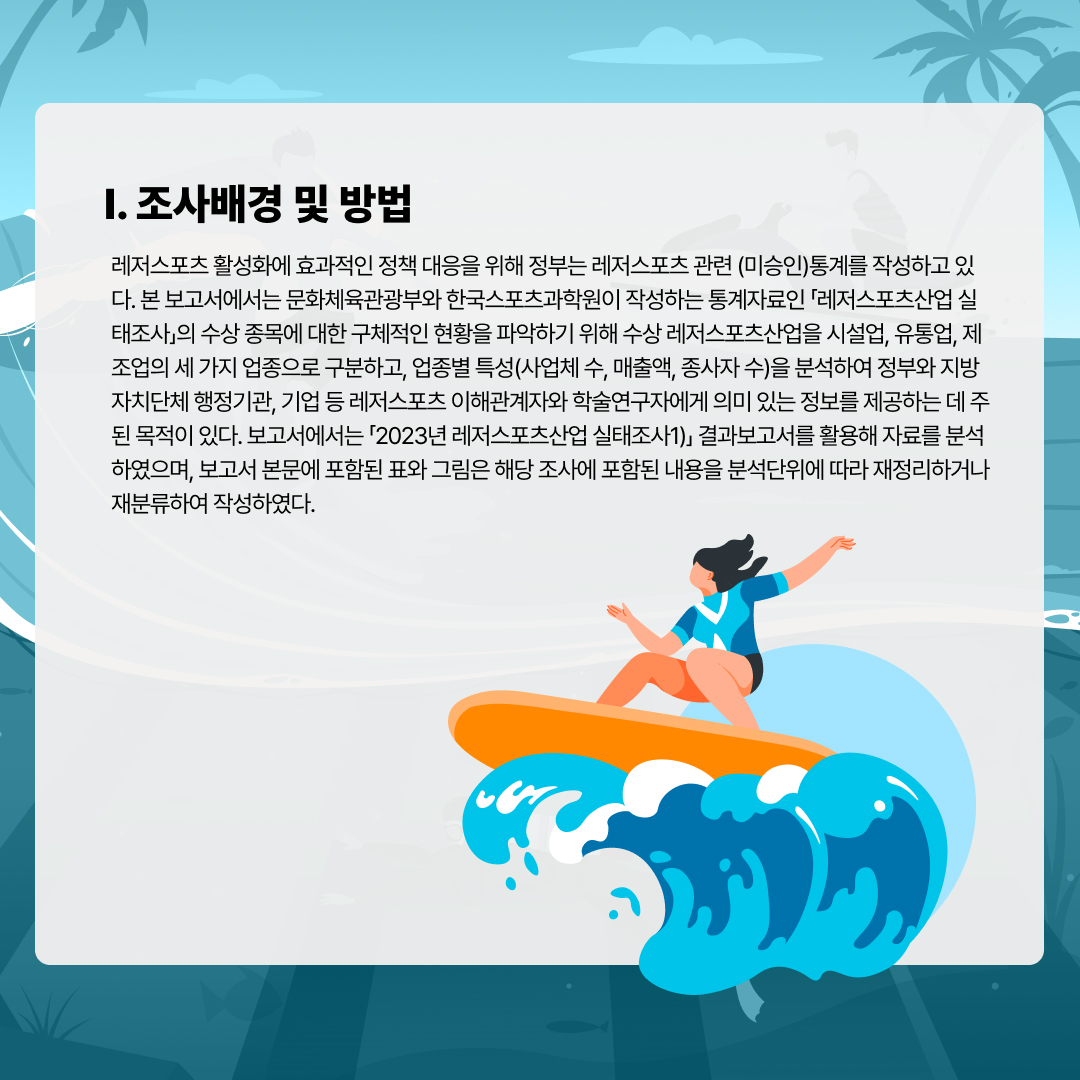 I. 조사배경 및 방법
레저스포츠 활성화에 효과적인 정책 대응을 위해 정부는 레저스포츠 관련 (미승인)통계를 작성하고 있
다. 본 보고서에서는 문화체육관광부와 한국스포츠과학원이 작성하는 통계자료인 「레저스포츠산업 실
태조사」의 수상 종목에 대한 구체적인 현황을 파악하기 위해 수상 레저스포츠산업을 시설업, 유통업, 제
조업의 세 가지 업종으로 구분하고, 업종별 특성(사업체 수, 매출액, 종사자 수)을 분석하여 정부와 지방
자치단체 행정기관, 기업 등 레저스포츠 이해관계자와 학술연구자에게 의미 있는 정보를 제공하는 데 주
된 목적이 있다. 보고서에서는 「2023년 레저스포츠산업 실태조사1)」 결과보고서를 활용해 자료를 분석
하였으며, 보고서 본문에 포함된 표와 그림은 해당 조사에 포함된 내용을 분석단위에 따라 재정리하거나
재분류하여 작성하였다.